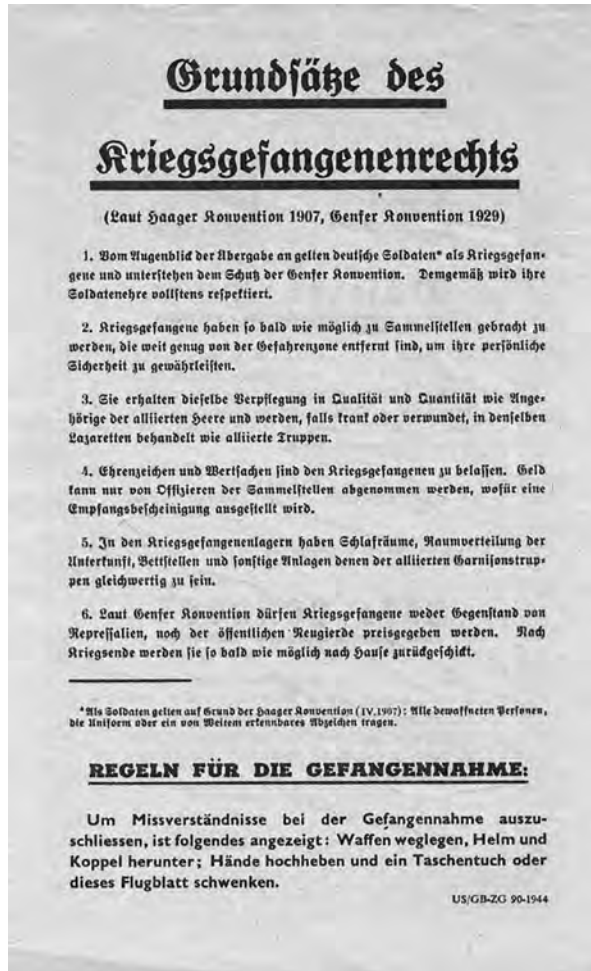 Grundsätze des
Kriegsgefangenenrechts
(Laut Haager Konvention 1907, Genfer Konvention 1929)
1. Vom Augenblick der Übergabe an gelten deutsche Soldaten* als Kriegsgefan-
gene und unterstehen dem Schutz der Genfer Konvention. Demgemäß wird ihre
Soldatenehre vollstens respektiert.
2. Kriegsgefangene haben so bald wie möglich zu Sammelstellen gebracht zu
werden, die weit genug von der Gefahrenzone entfernt sind, um ihre persönliche
Sicherheit zu gewährleisten.
3. Sie erhalten dieselbe Verpflegung in Qualität und Quantität wie Ange-
hörige der alliierten Heere und werden, falls krank oder verwundet, in denselben
Lazaretten behandelt wie alliierte Truppen.
4. Ehrenzeichen und Wertsachen sind den Kriegsgefangenen zu belassen. Geld
kann nur von Offizieren der Sammelstellen abgenommen werden, wofür eine
Empfangsbescheinigung ausgestellt wird.
5. In den Kriegsgefangenenlagern haben Schlafräume, Raumverteilung der
Unterkunft, Bettstellen und sonstige Anlagen denen der alliierten Garnisonstrup-
pen gleichwertig zu sein.
6. Laut Genfer Konvention dürfen Kriegsgefangene weder Gegenstand von
Repressalien, noch der öffentlichen Neugierde preisgegeben werden. Nach
Kriegsende werden sie so bald wie möglich nach Hause zurückgeschickt.
*Als Soldaten gelten auf Grund der Haager Konvention (IV,1907): Alle bewaffneten Personen,
die Uniform oder ein von Weitem erkennbares Abzeichen tragen.
REGELN FÜR DIE GEFANGENNAHME:
Um Missverständnisse bei der Gefangennahme auszu-
schliessen, ist folgendes angezeigt: Waffen weglegen, Helm und
Koppel herunter; Hände hochheben und ein Taschentuch oder
dieses Flugblatt schwenken.
US/GB-ZG 90-1944